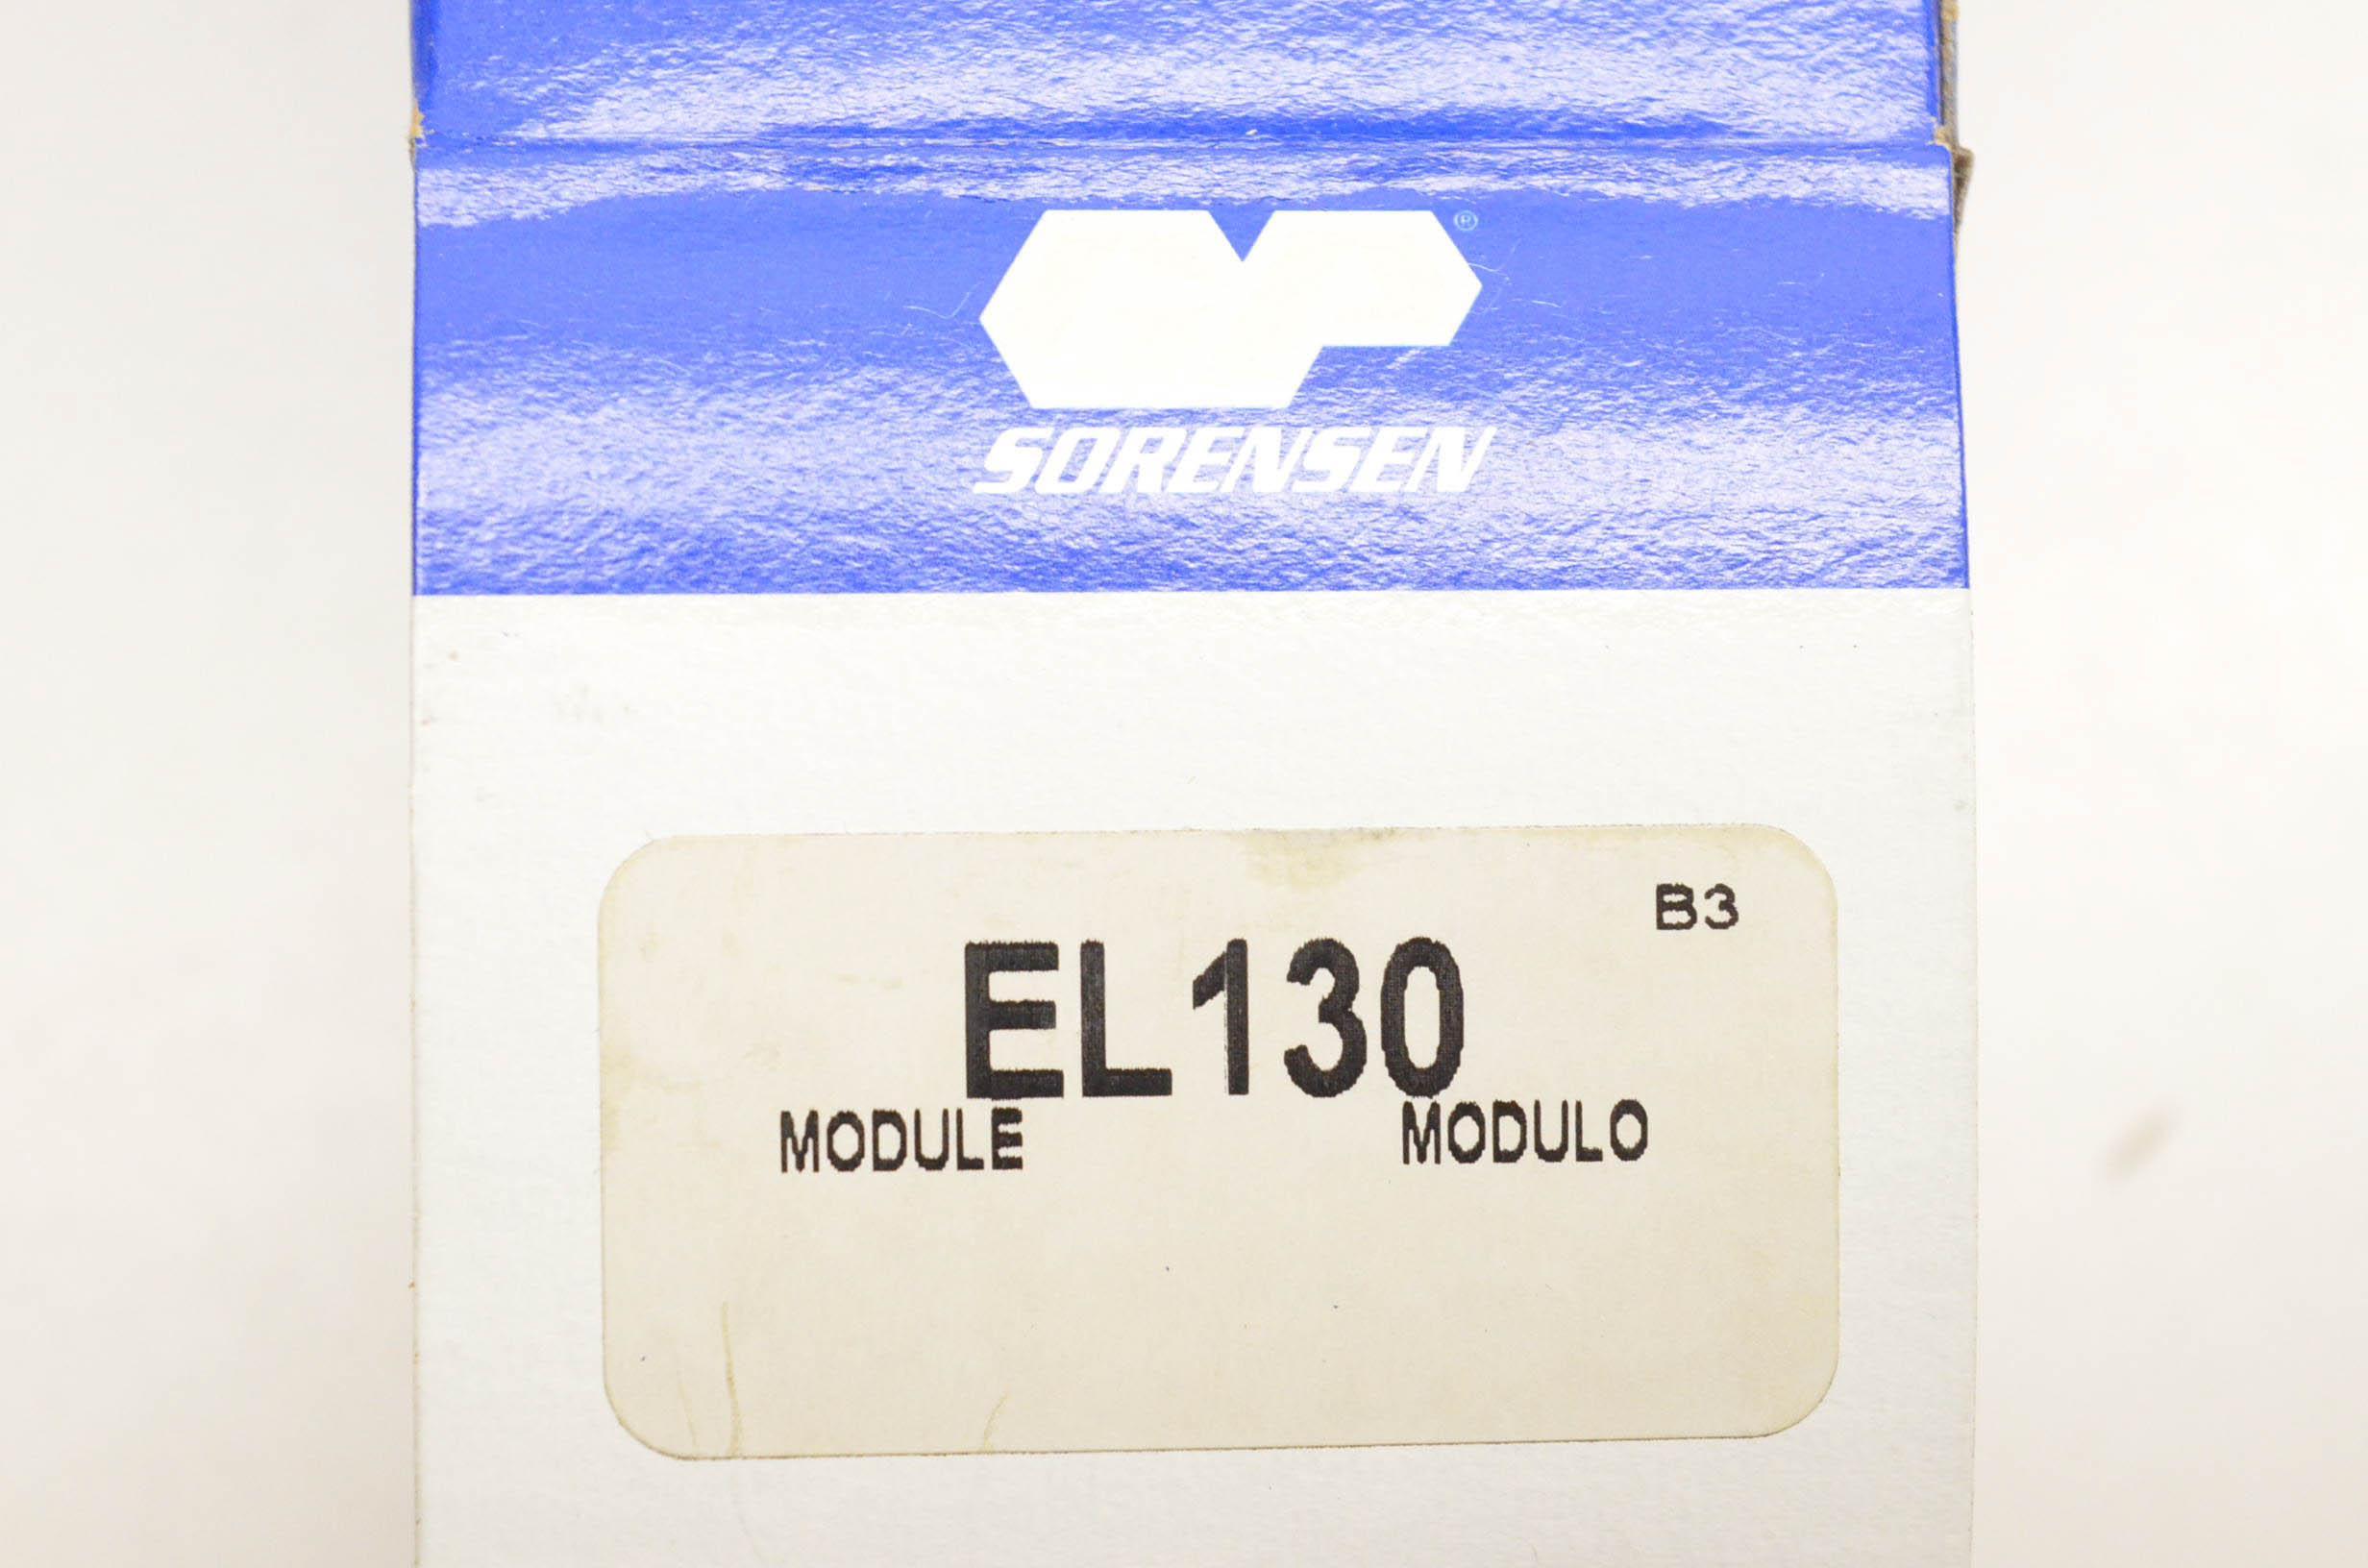 ®
SORENSEN
B3
EL130
MODULE MODULO